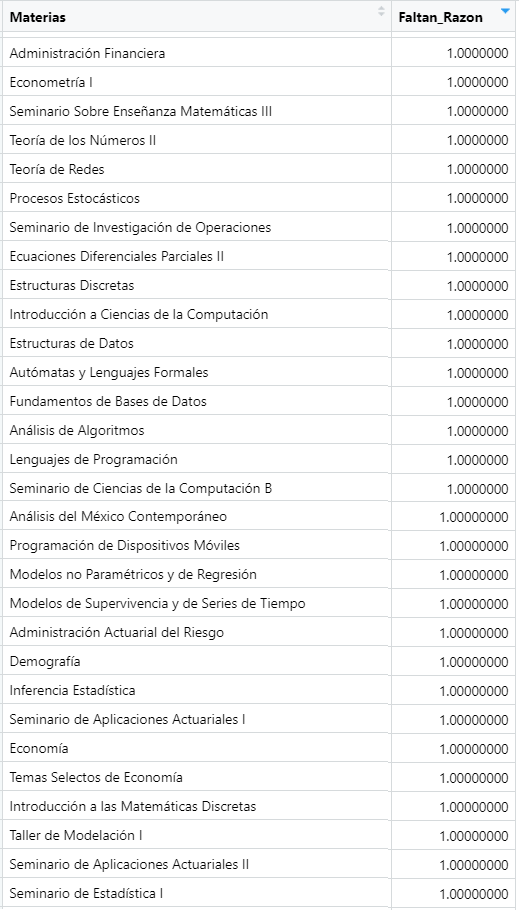 Materias Faltan_Razon
Administración Financiera 1.0000000
Econometría I 1.0000000
Seminario Sobre Enseñanza Matemáticas III 1.0000000
Teoría de los Números II 1.0000000
Teoría de Redes 1.0000000
Procesos Estocásticos 1.0000000
Seminario de Investigación de Operaciones 1.0000000
Ecuaciones Diferenciales Parciales II 1.0000000
Estructuras Discretas 1.0000000
Introducción a Ciencias de la Computación 1.0000000
Estructuras de Datos 1.0000000
Autómatas y Lenguajes Formales 1.0000000
Fundamentos de Bases de Datos 1.0000000
Análisis de Algoritmos 1.0000000
Lenguajes de Programación 1.0000000
Seminario de Ciencias de la Computación B 1.0000000
Análisis del México Contemporáneo 1.00000000
Programación de Dispositivos Móviles 1.00000000
Modelos no Paramétricos y de Regresión 1.00000000
Modelos de Supervivencia y de Series de Tiempo 1.00000000
Administración Actuarial del Riesgo 1.00000000
Demografía 1.00000000
Inferencia Estadística 1.00000000
Seminario de Aplicaciones Actuariales I 1.00000000
Economía 1.00000000
Temas Selectos de Economía 1.00000000
Introducción a las Matemáticas Discretas 1.00000000
Taller de Modelación I 1.00000000
Seminario de Aplicaciones Actuariales II 1.00000000
Seminario de Estadística I 1.00000000